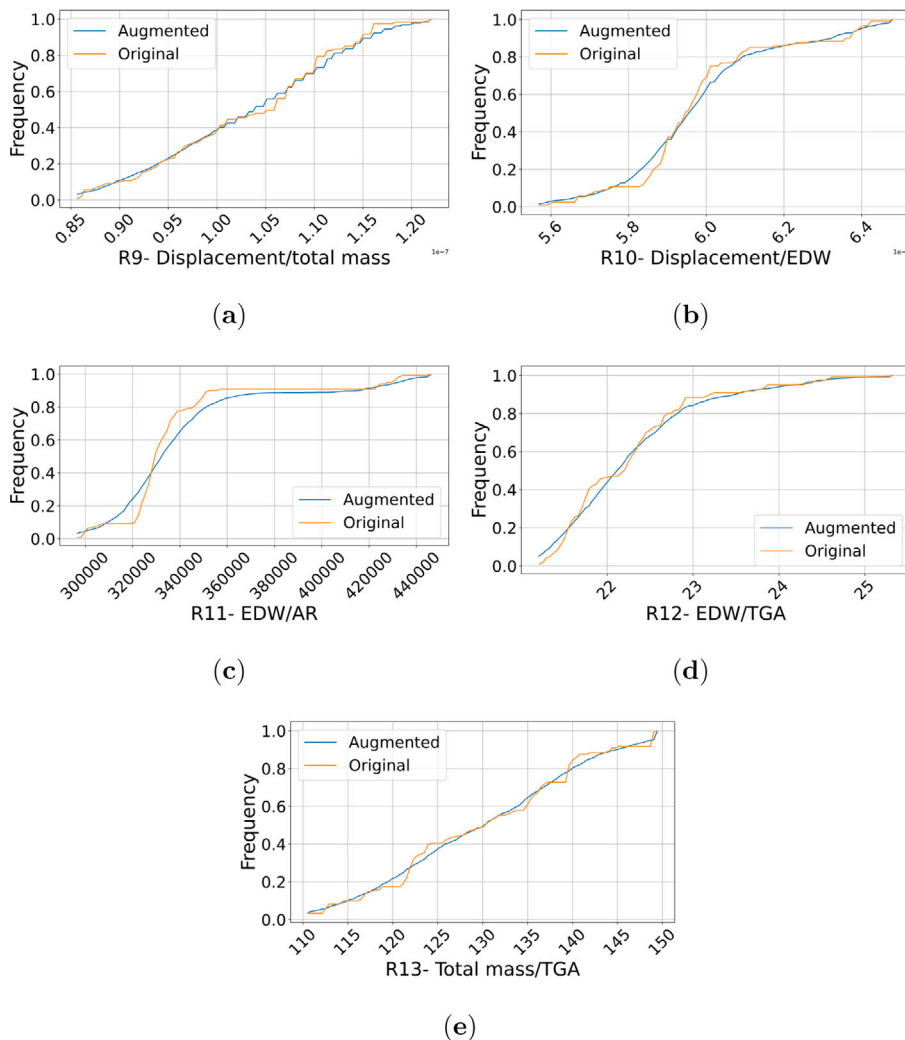 1.0
0.8
0.6
0.4
0.2
0.0
Frequency
Augmented
Original
0.85
0.90
0.95
1.00
1.05
1.10
1.15
1.20
1e−7
R9- Displacement/total mass
(a)
1.0
0.8
0.6
0.4
0.2
0.0
Frequency
Augmented
Original
5.6
5.8
6.0
6.2
6.4
R10- Displacement/EDW
(b)
1.0
0.8
0.6
0.4
0.2
0.0
Frequency
Augmented
Original
300000
320000
340000
360000
380000
400000
420000
440000
R11- EDW/AR
(c)
1.0
0.8
0.6
0.4
0.2
0.0
Frequency
Augmented
Original
22
23
24
25
R12- EDW/TGA
(d)
1.0
0.8
0.6
0.4
0.2
0.0
Frequency
Augmented
Original
110
115
120
125
130
135
140
145
150
R13- Total mass/TGA
(e)